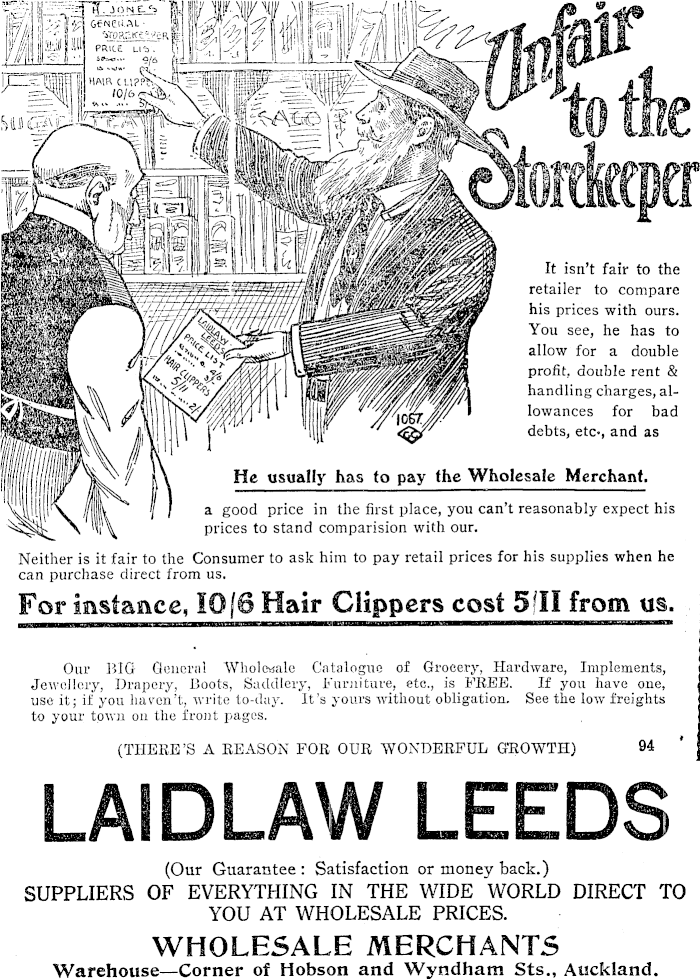 H. JONES
GENERAL
STOREKEEPER
PRICE LIST
9/6
HAIR CLIPP
10/6
SUGAR TEA SAGO
Unfair
to the
Storekeeper
LAIDLAW
LEEDS
PRICE LIST
HAIR CLIPPERS
5/11
1057
It isn't fair to the
retailer to compare
his prices with ours.
You see, he has to
allow for a double
profit, double rent &
handling charges, al-
lowances for bad
debts, etc., and as
He usually has to pay the Wholesale Merchant.
a good price in the first place, you can't reasonably expect his
prices to stand comparision with our.
Neither is it fair to the Consumer to ask him to pay retail prices for his supplies when he
can purchase direct from us.
For instance, 10/6 Hair Clippers cost 5/11 from us.
Our BIG General Wholesale Catalogue of Grocery, Hardware, Implements,
Jewellery, Drapery, Boots, Saddlery, Furniture, etc., is FREE. If you have one,
use it; if you haven't, write to-day. It's yours without obligation. See the low freights
to your town on the front pages.
(THERE'S A REASON FOR OUR WONDERFUL GROWTH) 94
LAIDLAW LEEDS
(Our Guarantee: Satisfaction or money back.)
SUPPLIERS OF EVERYTHING IN THE WIDE WORLD DIRECT TO
YOU AT WHOLESALE PRICES.
WHOLESALE MERCHANTS
Warehouse—Corner of Hobson and Wyndham Sts., Auckland.